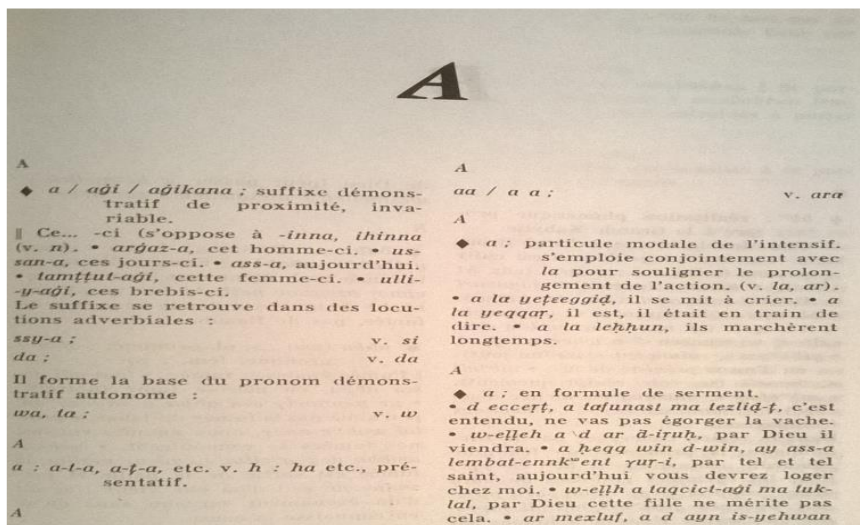 A
A
◆ a / aġi / aġikana ; suffixe démons-
tratif de proximité, inva-
riable.
‖ Ce... -ci (s'oppose à -inna, ihinna
(v. n). • arġaz-a, cet homme-ci. • us-
san-a, ces jours-ci. • ass-a, aujourd'hui.
• tamṭṭut-aġi, cette femme-ci. • ulli-
-y-aġi, ces brebis-ci.
Le suffixe se retrouve dans des locu-
tions adverbiales :
ssy-a ; v. si
da ; v. da
Il forme la base du pronom démons-
tratif autonome :
wa, ta ; v. w
A
a : a-t-a, a-ţ-a, etc. v. h : ha etc., pré-
sentatif.
A
A
aa / a a ; v. ara
A
◆ a ; particule modale de l'intensif.
s'emploie conjointement avec
la pour souligner le prolon-
gement de l'action. (v. la, ar).
• a la yeţɛeggiḍ, il se mit à crier. • a
la yeqqaṛ, il est, il était en train de
dire. • a la leḥḥun, ils marchèrent
longtemps.
A
◆ a ; en formule de serment.
• d eccerṭ, a tafunast ma tezliḍ-ţ, c'est
entendu, ne vas pas égorger la vache.
• w-eḷḷeh a d ar d-iṛuḥ, par Dieu il
viendra. • a ḥeqq win d-win, ay ass-a
lembat-ennkʷent ɣuṛ-i, par tel et tel
saint, aujourd'hui vous devrez loger
chez moi. • w-eḷḷh a taqcict-aġi ma tuk-
lal, par Dieu cette fille ne mérite pas
cela. • ar mexluf, a d ayn is-yehwan